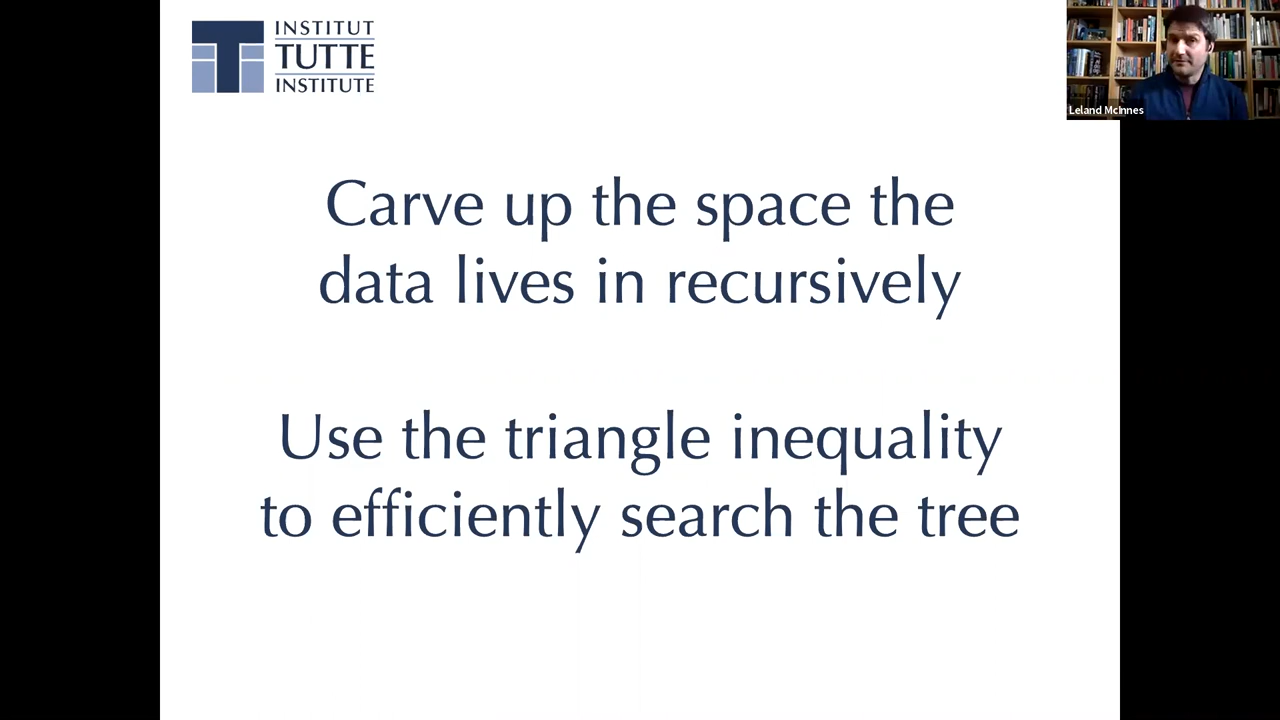 INSTITUT
TUTTE
INSTITUTE
Leland McInnes
Carve up the space the
data lives in recursively
Use the triangle inequality
to efficiently search the tree